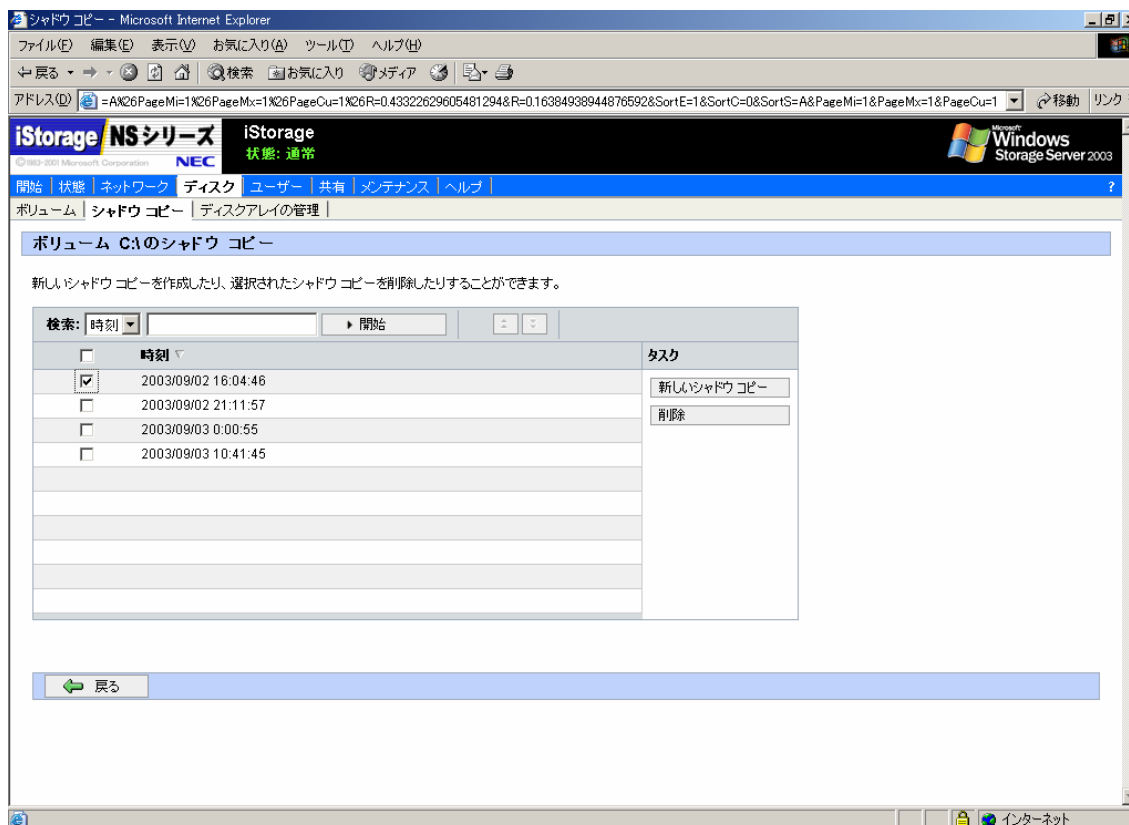 シャドウ コピー - Microsoft Internet Explorer
ファイル(F) 編集(E) 表示(V) お気に入り(A) ツール(T) ヘルプ(H)
戻る 検索 お気に入り メディア
アドレス(D) =A%26PageMi=1%26PageMx=1%26PageCu=1%26R=0.43322629605481294&R=0.16384938944876592&SortE=1&SortC=0&SortS=A&PageMi=1&PageMx=1&PageCu=1 移動 リンク
iStorage NSシリーズ
© 1983-2001 Microsoft Corporation NEC
iStorage
状態: 通常
Microsoft
Windows
Storage Server 2003
開始 | 状態 | ネットワーク | ディスク | ユーザー | 共有 | メンテナンス | ヘルプ | ?
ボリューム | シャドウ コピー | ディスクアレイの管理 |
ボリューム C:\のシャドウ コピー
新しいシャドウ コピーを作成したり、選択されたシャドウ コピーを削除したりすることができます。
検索: 時刻 開始
時刻 タスク
2003/09/02 16:04:46
新しいシャドウ コピー
2003/09/02 21:11:57
削除
2003/09/03 0:00:55
2003/09/03 10:41:45
戻る
インターネット